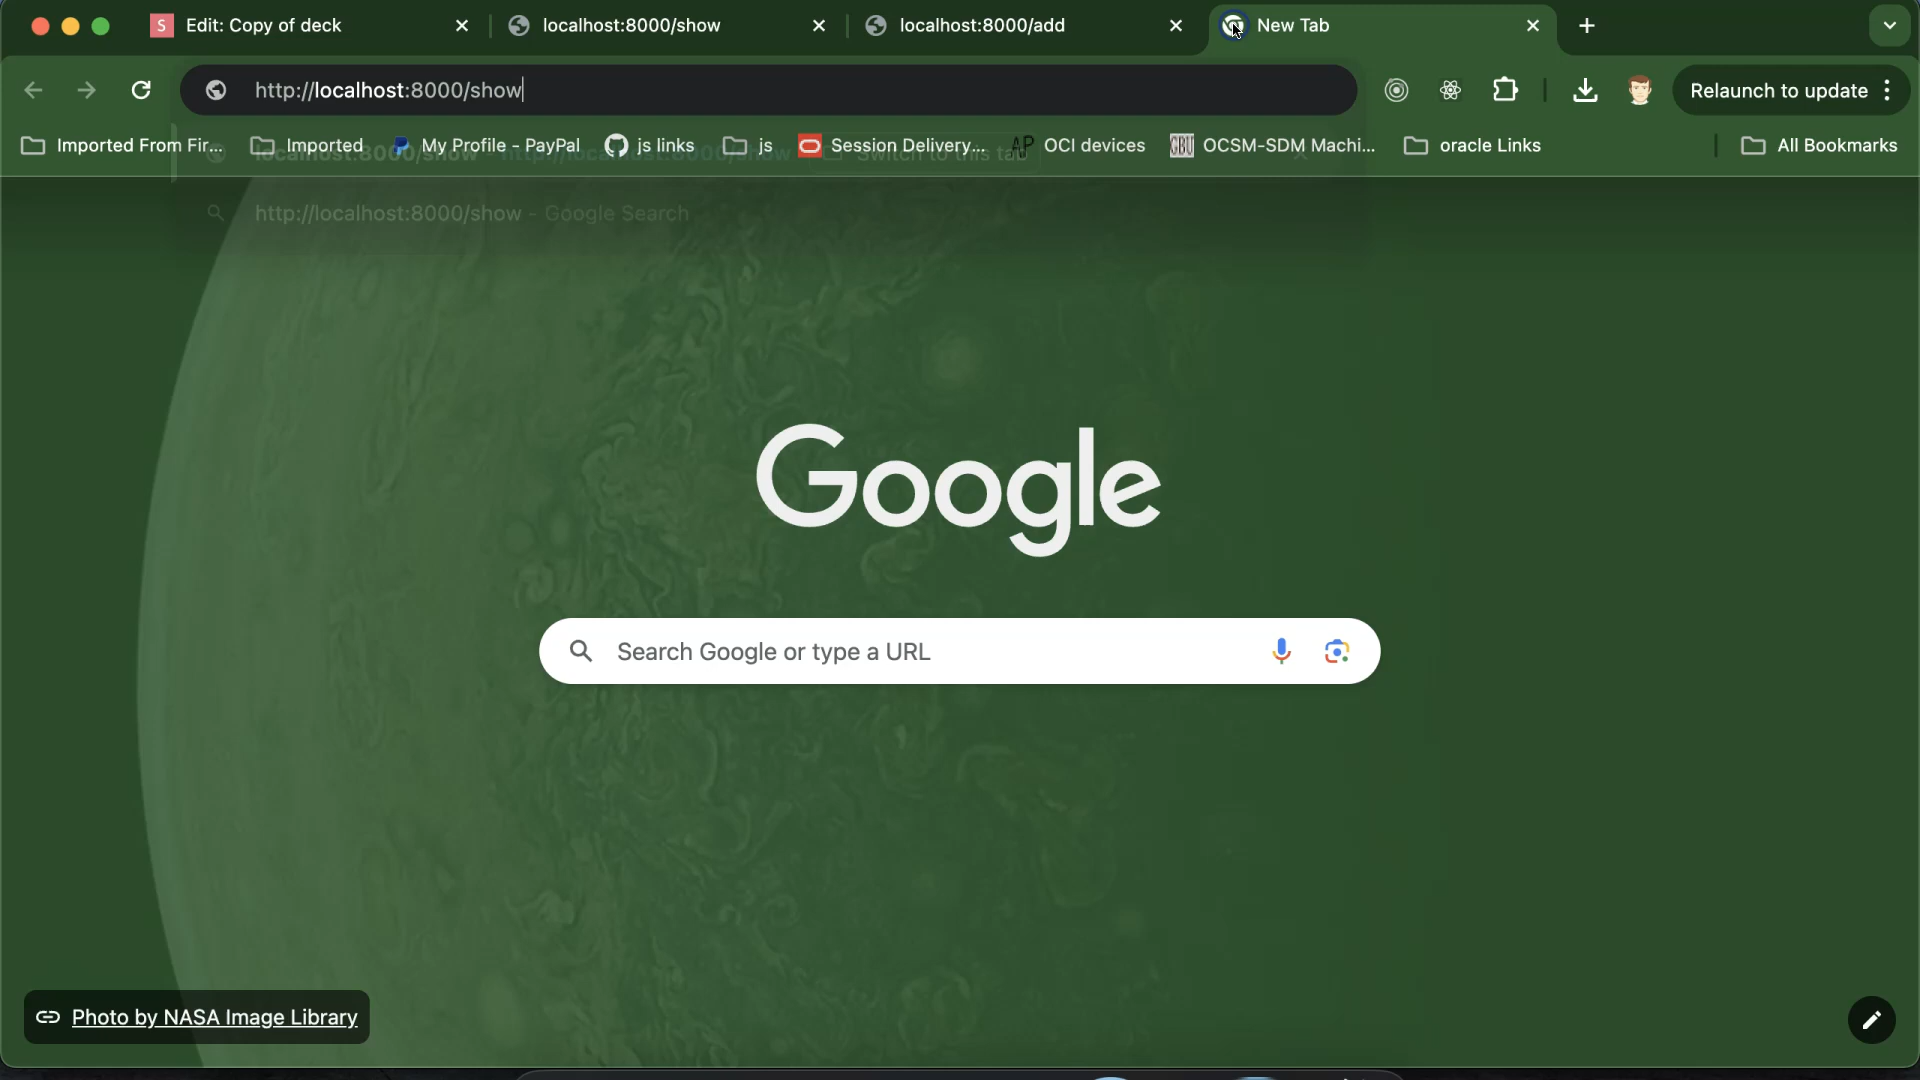 S Edit: Copy of deck
localhost:8000/show
localhost:8000/add
New Tab
http://localhost:8000/show
Relaunch to update
Imported From Fir...
Imported
My Profile - PayPal
js links
js
Session Delivery...
AP OCI devices
GBU OCSM-SDM Machi...
oracle Links
All Bookmarks
localhost:8000/show - http://localhost:8000/show Switch to this tab
http://localhost:8000/show - Google Search
Google
Search Google or type a URL
Photo by NASA Image Library